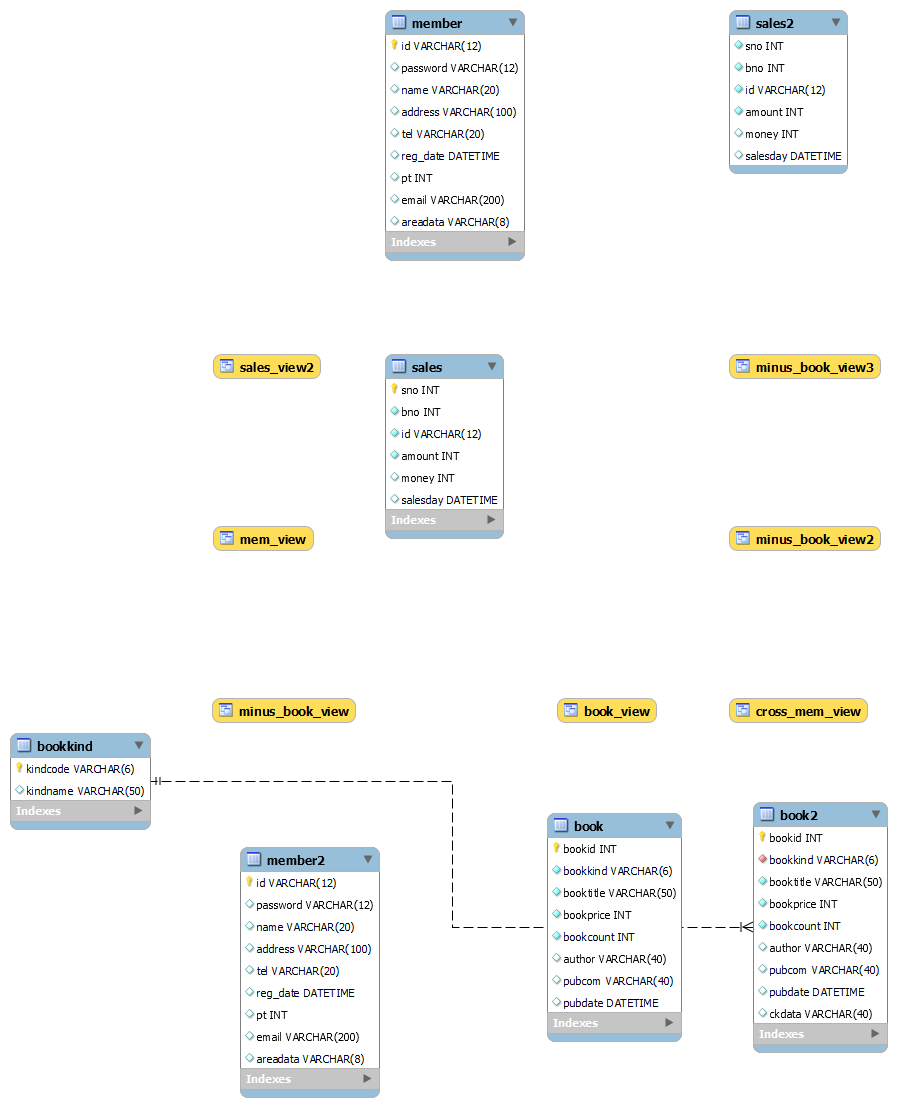 member
id VARCHAR(12)
password VARCHAR(12)
name VARCHAR(20)
address VARCHAR(100)
tel VARCHAR(20)
reg_date DATETIME
pt INT
email VARCHAR(200)
areadata VARCHAR(8)
Indexes
sales2
sno INT
bno INT
id VARCHAR(12)
amount INT
money INT
salesday DATETIME
sales_view2
sales
sno INT
bno INT
id VARCHAR(12)
amount INT
money INT
salesday DATETIME
Indexes
minus_book_view3
mem_view
minus_book_view2
minus_book_view
book_view
cross_mem_view
bookkind
kindcode VARCHAR(6)
kindname VARCHAR(50)
Indexes
member2
id VARCHAR(12)
password VARCHAR(12)
name VARCHAR(20)
address VARCHAR(100)
tel VARCHAR(20)
reg_date DATETIME
pt INT
email VARCHAR(200)
areadata VARCHAR(8)
Indexes
book
bookid INT
bookkind VARCHAR(6)
booktitle VARCHAR(50)
bookprice INT
bookcount INT
author VARCHAR(40)
pubcom VARCHAR(40)
pubdate DATETIME
Indexes
book2
bookid INT
bookkind VARCHAR(6)
booktitle VARCHAR(50)
bookprice INT
bookcount INT
author VARCHAR(40)
pubcom VARCHAR(40)
pubdate DATETIME
ckdata VARCHAR(40)
Indexes